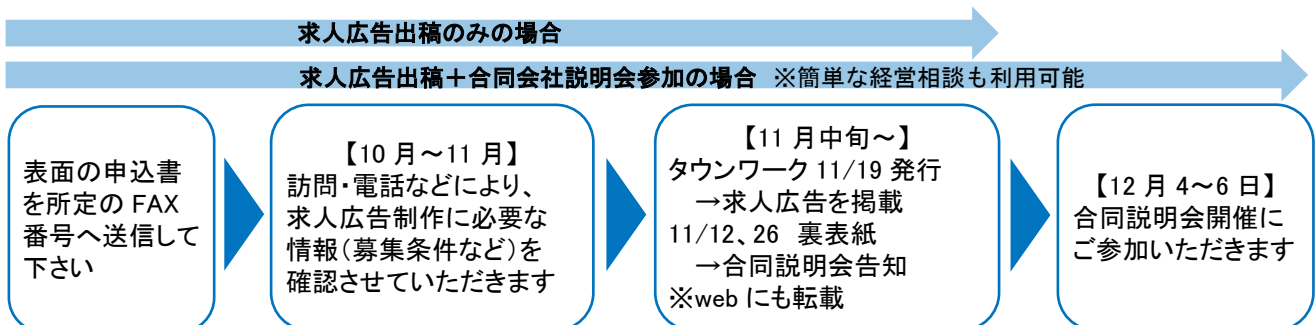 求人広告出稿のみの場合
求人広告出稿＋合同会社説明会参加の場合 ※簡単な経営相談も利用可能
表面の申込書
を所定の FAX
番号へ送信して
下さい
【10 月～11 月】
訪問・電話などにより、
求人広告制作に必要な
情報(募集条件など)を
確認させていただきます
【11 月中旬～】
タウンワーク 11/19 発行
→求人広告を掲載
11/12、26 裏表紙
→合同説明会告知
※web にも転載
【12 月 4～6 日】
合同説明会開催に
ご参加いただきます